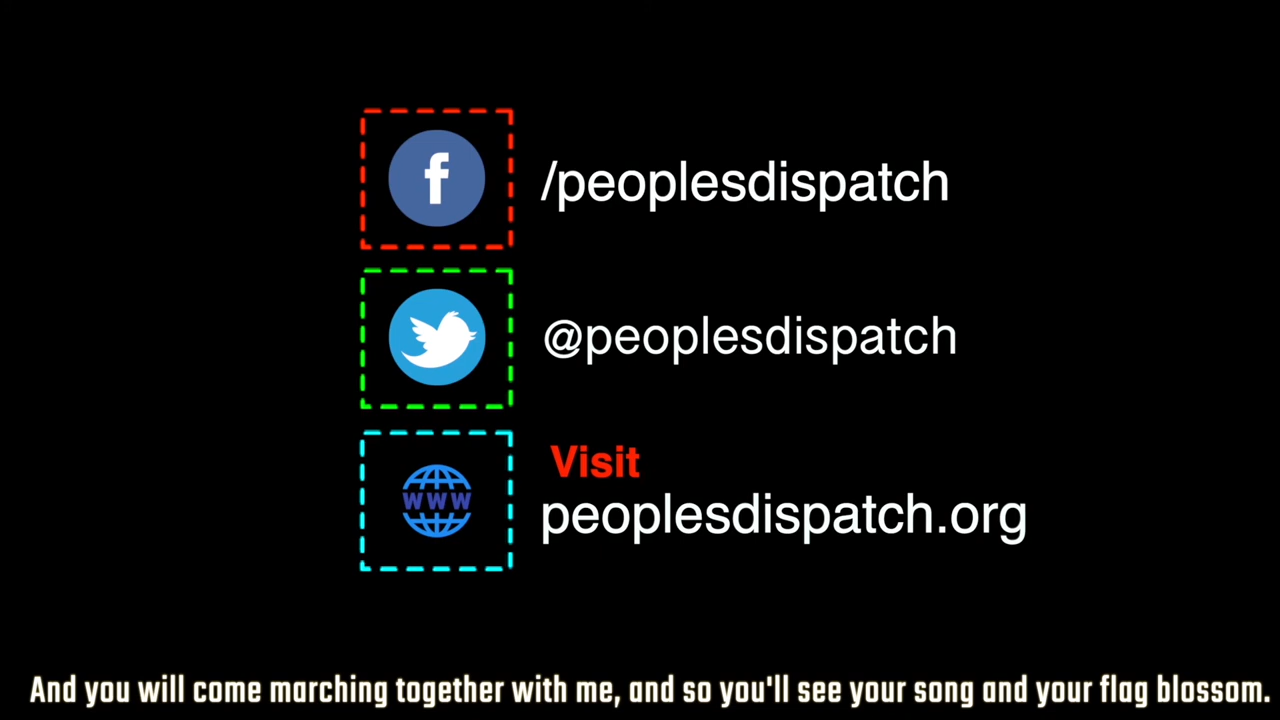 f
/peoplesdispatch
@peoplesdispatch
Visit
www
peoplesdispatch.org
And you will come marching together with me, and so you'll see your song and your flag blossom.